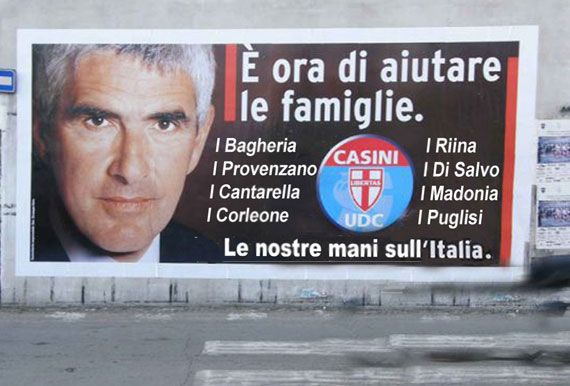 È ora di aiutare
le famiglie.
I Bagheria
I Provenzano
I Cantarella
I Corleone
CASINI
LIBERTAS
UDC
I Riina
I Di Salvo
I Madonia
I Puglisi
Le nostre mani sull'Italia.